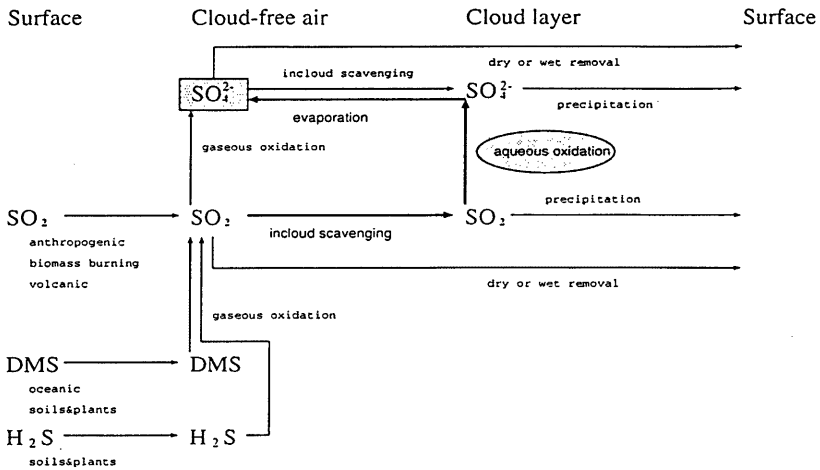 Surface Cloud-free air Cloud layer Surface
dry or wet removal
incloud scavenging
SO₄²⁻ SO₄²⁻
precipitation
evaporation
gaseous oxidation
aqueous oxidation
precipitation
SO₂ SO₂ SO₂
incloud scavenging
anthropogenic
biomass burning
volcanic
dry or wet removal
gaseous oxidation
DMS DMS
oceanic
soils&plants
H₂S H₂S
soils&plants